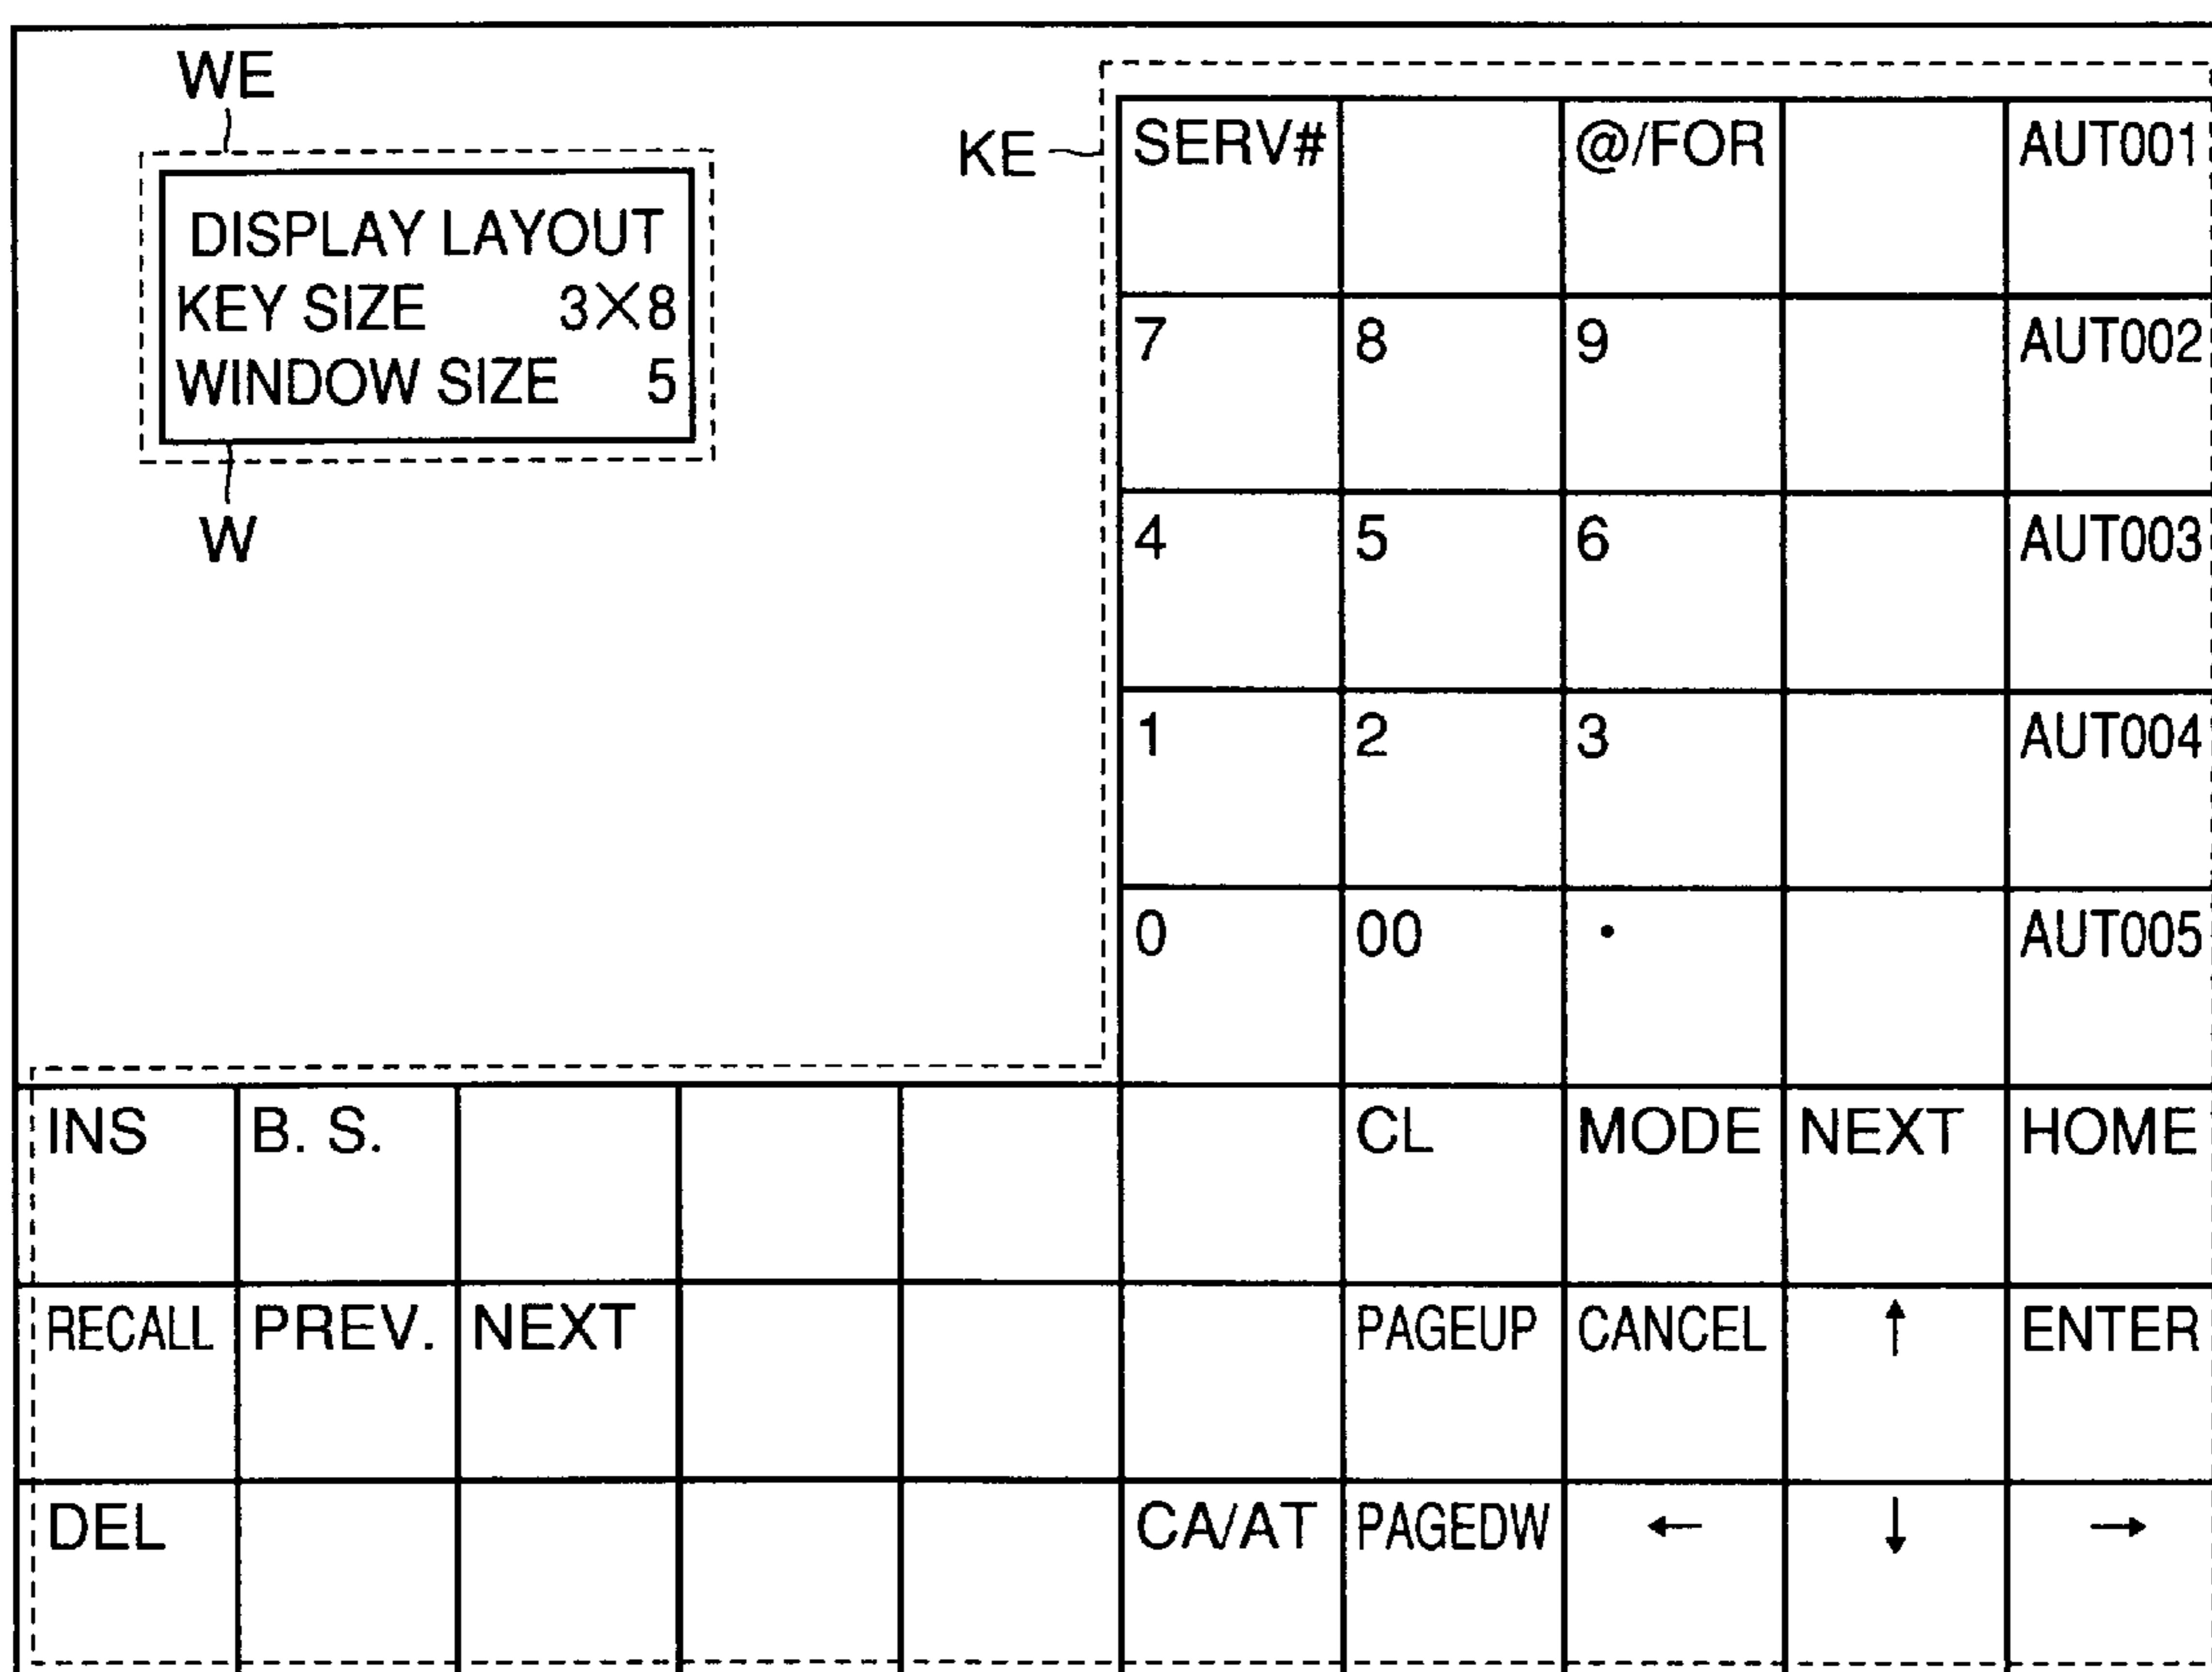 WE
DISPLAY LAYOUT
KEY SIZE 3×8
WINDOW SIZE 5
W
KE
SERV# @/FOR AUT001
7 8 9 AUT002
4 5 6 AUT003
1 2 3 AUT004
0 00 • AUT005
INS B. S. CL MODE NEXT HOME
RECALL PREV. NEXT PAGEUP CANCEL ↑ ENTER
DEL CA/AT PAGEDW ← ↓ →